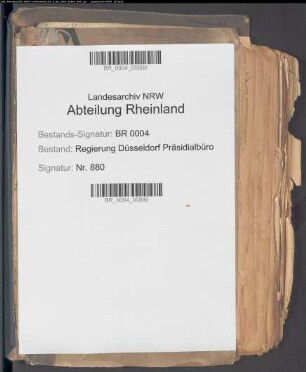 BR_0004_00880
Landesarchiv NRW
Abteilung Rheinland
Bestands-Signatur: BR 0004
Bestand: Regierung Düsseldorf Präsidialbüro
Signatur: Nr. 880
BR_0004_00880